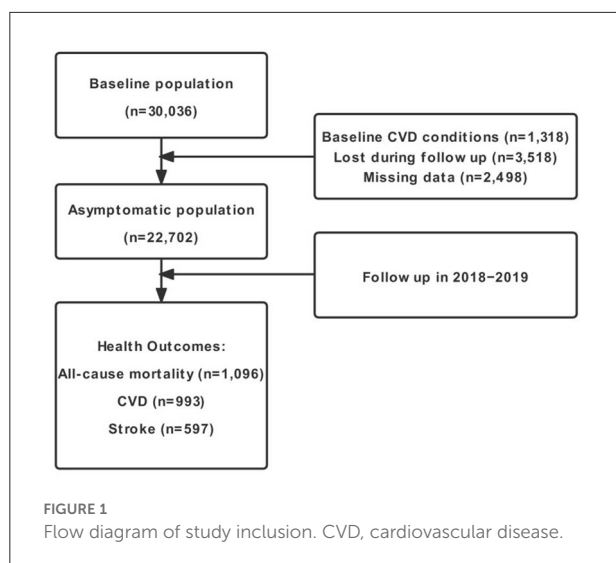 Baseline population
(n=30,036)
Baseline CVD conditions (n=1,318)
Lost during follow up (n=3,518)
Missing data (n=2,498)
Asymptomatic population
(n=22,702)
Follow up in 2018–2019
Health Outcomes:
All-cause mortality (n=1,096)
CVD (n=993)
Stroke (n=597)
FIGURE 1
Flow diagram of study inclusion. CVD, cardiovascular disease.